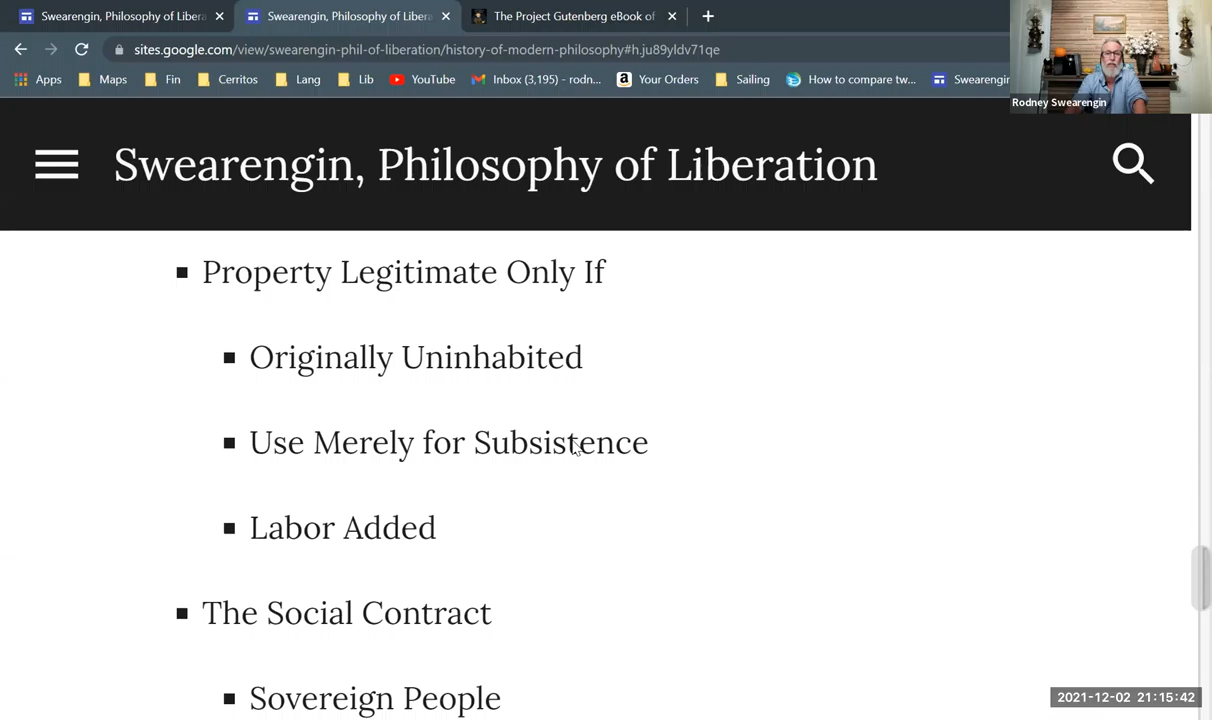 Swearengin, Philosophy of Libera
Swearengin, Philosophy of Libera
The Project Gutenberg eBook of
sites.google.com/view/swearengin-phil-of-liberation/history-of-modern-philosophy#h.ju89yldv71qe
Apps Maps Fin Cerritos Lang Lib YouTube Inbox (3,195) - rodn... Your Orders Sailing How to compare tw... Swearengin
Rodney Swearengin
Swearengin, Philosophy of Liberation
Property Legitimate Only If
Originally Uninhabited
Use Merely for Subsistence
Labor Added
The Social Contract
Sovereign People
2021-12-02 21:15:42